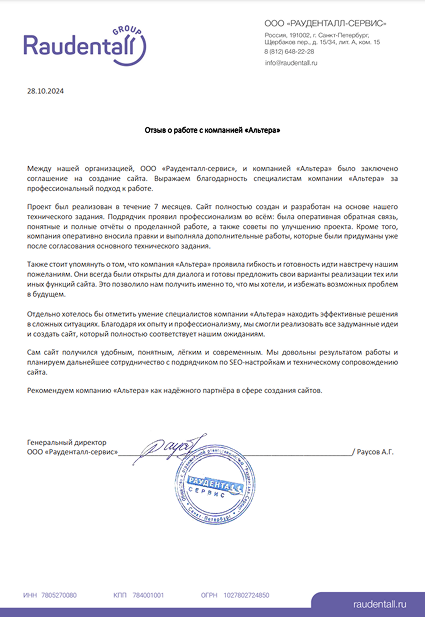 GROUP
Raudentall
ООО «РАУДЕНТАЛЛ-СЕРВИС»
Россия, 191002, г. Санкт-Петербург,
Щербаков пер., д. 15/34, лит. А, ком. 15
8 (812) 648-22-28
info@raudentall.ru
28.10.2024
Отзыв о работе с компанией «Альтера»
Между нашей организацией, ООО «Рауденталл-сервис», и компанией «Альтера» было заключено
соглашение на создание сайта. Выражаем благодарность специалистам компании «Альтера» за
профессиональный подход к работе.
Проект был реализован в течение 7 месяцев. Сайт полностью создан и разработан на основе нашего
технического задания. Подрядчик проявил профессионализм во всём: была оперативная обратная связь,
понятные и полные отчёты о проделанной работе, а также советы по улучшению проекта. Кроме того,
компания оперативно вносила правки и выполняла дополнительные работы, которые были придуманы уже
после согласования основного технического задания.
Также стоит упомянуть о том, что компания «Альтера» проявила гибкость и готовность идти навстречу нашим
пожеланиям. Они всегда были открыты для диалога и готовы предложить свои варианты реализации тех или
иных функций сайта. Это позволило нам получить именно то, что мы хотели, и избежать возможных проблем
в будущем.
Отдельно хотелось бы отметить умение специалистов компании «Альтера» находить эффективные решения
в сложных ситуациях. Благодаря их опыту и профессионализму, мы смогли реализовать все задуманные идеи
и создать сайт, который полностью соответствует нашим ожиданиям.
Сам сайт получился удобным, понятным, лёгким и современным. Мы довольны результатом работы и
планируем дальнейшее сотрудничество с подрядчиком по SEO-настройкам и техническому сопровождению
сайта.
Рекомендуем компанию «Альтера» как надёжного партнёра в сфере создания сайтов.
Генеральный директор
ООО «Рауденталл-сервис» / Раусов А.Г.
РАУДЕНТАЛЛ
СЕРВИС
Санкт-Петербург
ИНН 7805270080 КПП 784001001 ОГРН 1027802724850
raudentall.ru